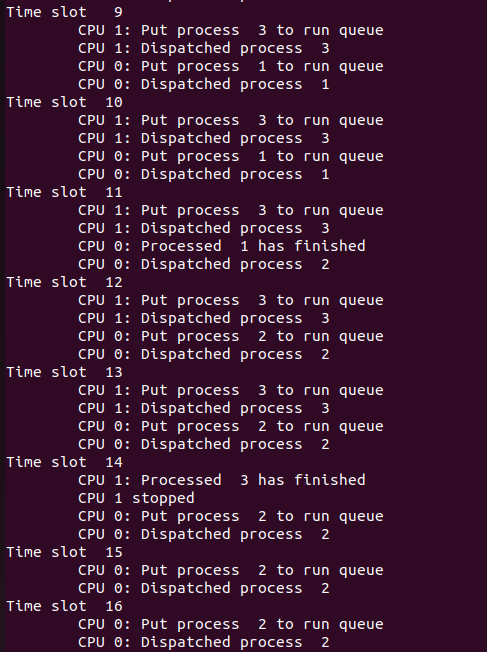 Time slot   9
        CPU 1: Put process  3 to run queue
        CPU 1: Dispatched process  3
        CPU 0: Put process  1 to run queue
        CPU 0: Dispatched process  1
Time slot  10
        CPU 1: Put process  3 to run queue
        CPU 1: Dispatched process  3
        CPU 0: Put process  1 to run queue
        CPU 0: Dispatched process  1
Time slot  11
        CPU 1: Put process  3 to run queue
        CPU 1: Dispatched process  3
        CPU 0: Processed  1 has finished
        CPU 0: Dispatched process  2
Time slot  12
        CPU 1: Put process  3 to run queue
        CPU 1: Dispatched process  3
        CPU 0: Put process  2 to run queue
        CPU 0: Dispatched process  2
Time slot  13
        CPU 1: Put process  3 to run queue
        CPU 1: Dispatched process  3
        CPU 0: Put process  2 to run queue
        CPU 0: Dispatched process  2
Time slot  14
        CPU 1: Processed  3 has finished
        CPU 1 stopped
        CPU 0: Put process  2 to run queue
        CPU 0: Dispatched process  2
Time slot  15
        CPU 0: Put process  2 to run queue
        CPU 0: Dispatched process  2
Time slot  16
        CPU 0: Put process  2 to run queue
        CPU 0: Dispatched process  2